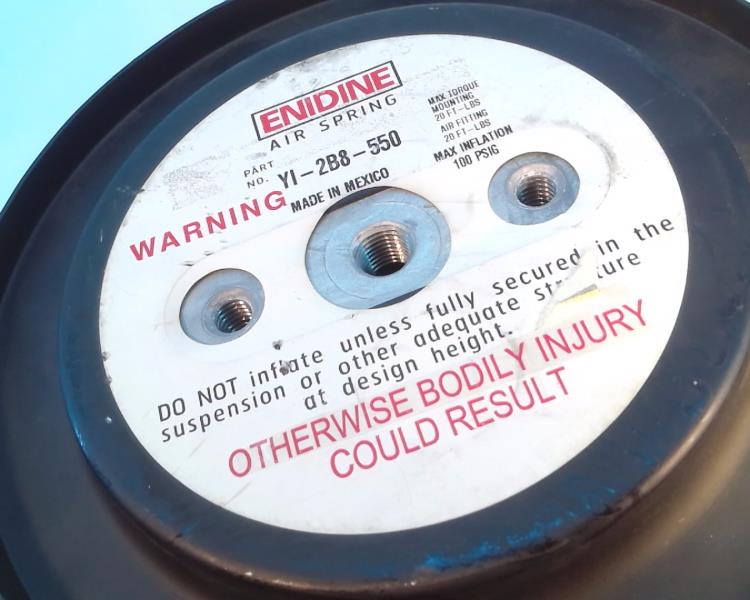 ENIDINE
AIR SPRING
PART
NO. YI-2B8-550
MADE IN MEXICO
MAX TORQUE
MOUNTING
20 FT-LBS
AIR FITTING
20 FT-LBS
MAX INFLATION
100 PSIG
WARNING
DO NOT inflate unless fully secured in the
suspension or other adequate structure
at design height.
OTHERWISE BODILY INJURY
COULD RESULT